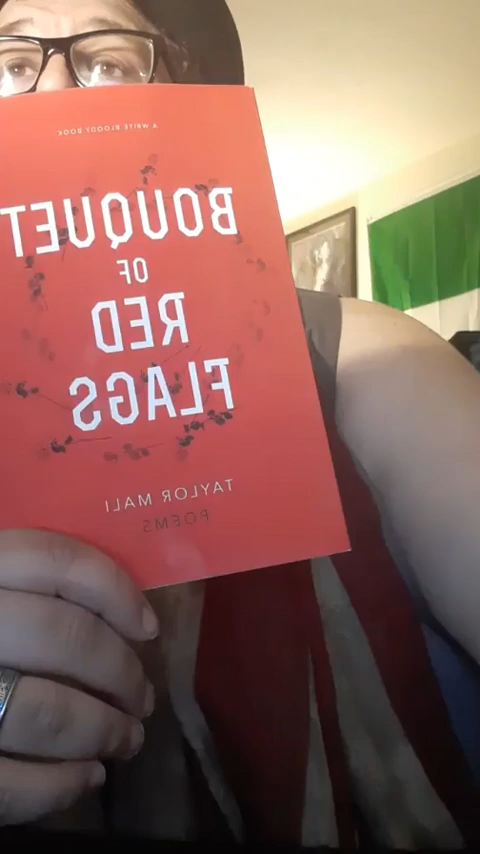 A WRITE BLOODY BOOK
BOUQUET
OF
RED
FLAGS
TAYLOR MALI
POEMS